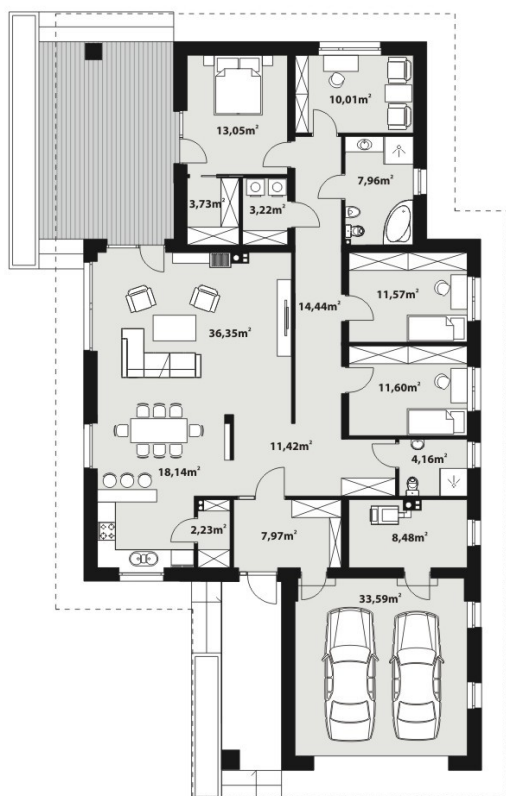 10,01m²
13,05m²
7,96m²
3,73m²
3,22m²
11,57m²
14,44m²
36,35m²
11,60m²
11,42m²
4,16m²
18,14m²
2,23m²
7,97m²
8,48m²
33,59m²